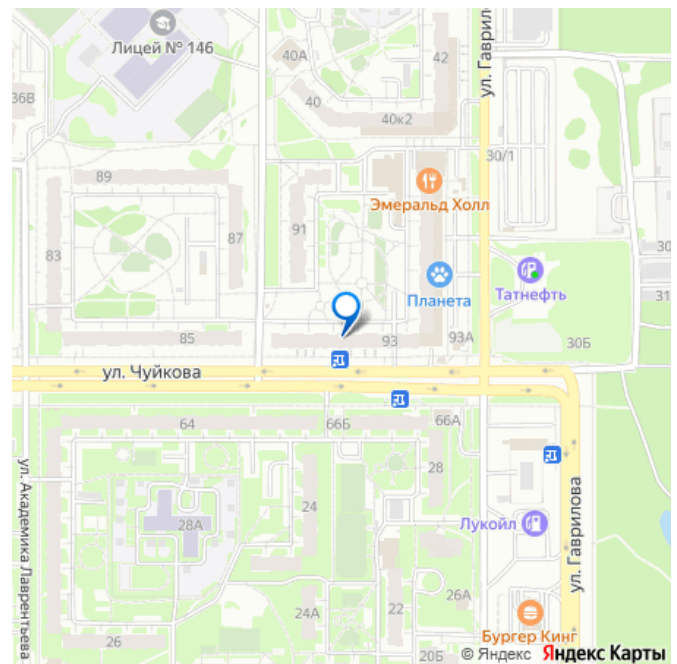 Лицей № 146
40А
42
ул. Гаврил
36В
40
40к2
30/1
89
Эмеральд Холл
91
87
83
30
Планета
Татнефть
31
85
93
93А
30Б
ул. Чуйкова
64
66Б
66А
28
ул. Академика Лаврентьева
24
28А
Лукойл
ул. Гаврилова
24А
22
26А
26
20Б
Бургер Кинг
© Яндекс Яндекс Карты